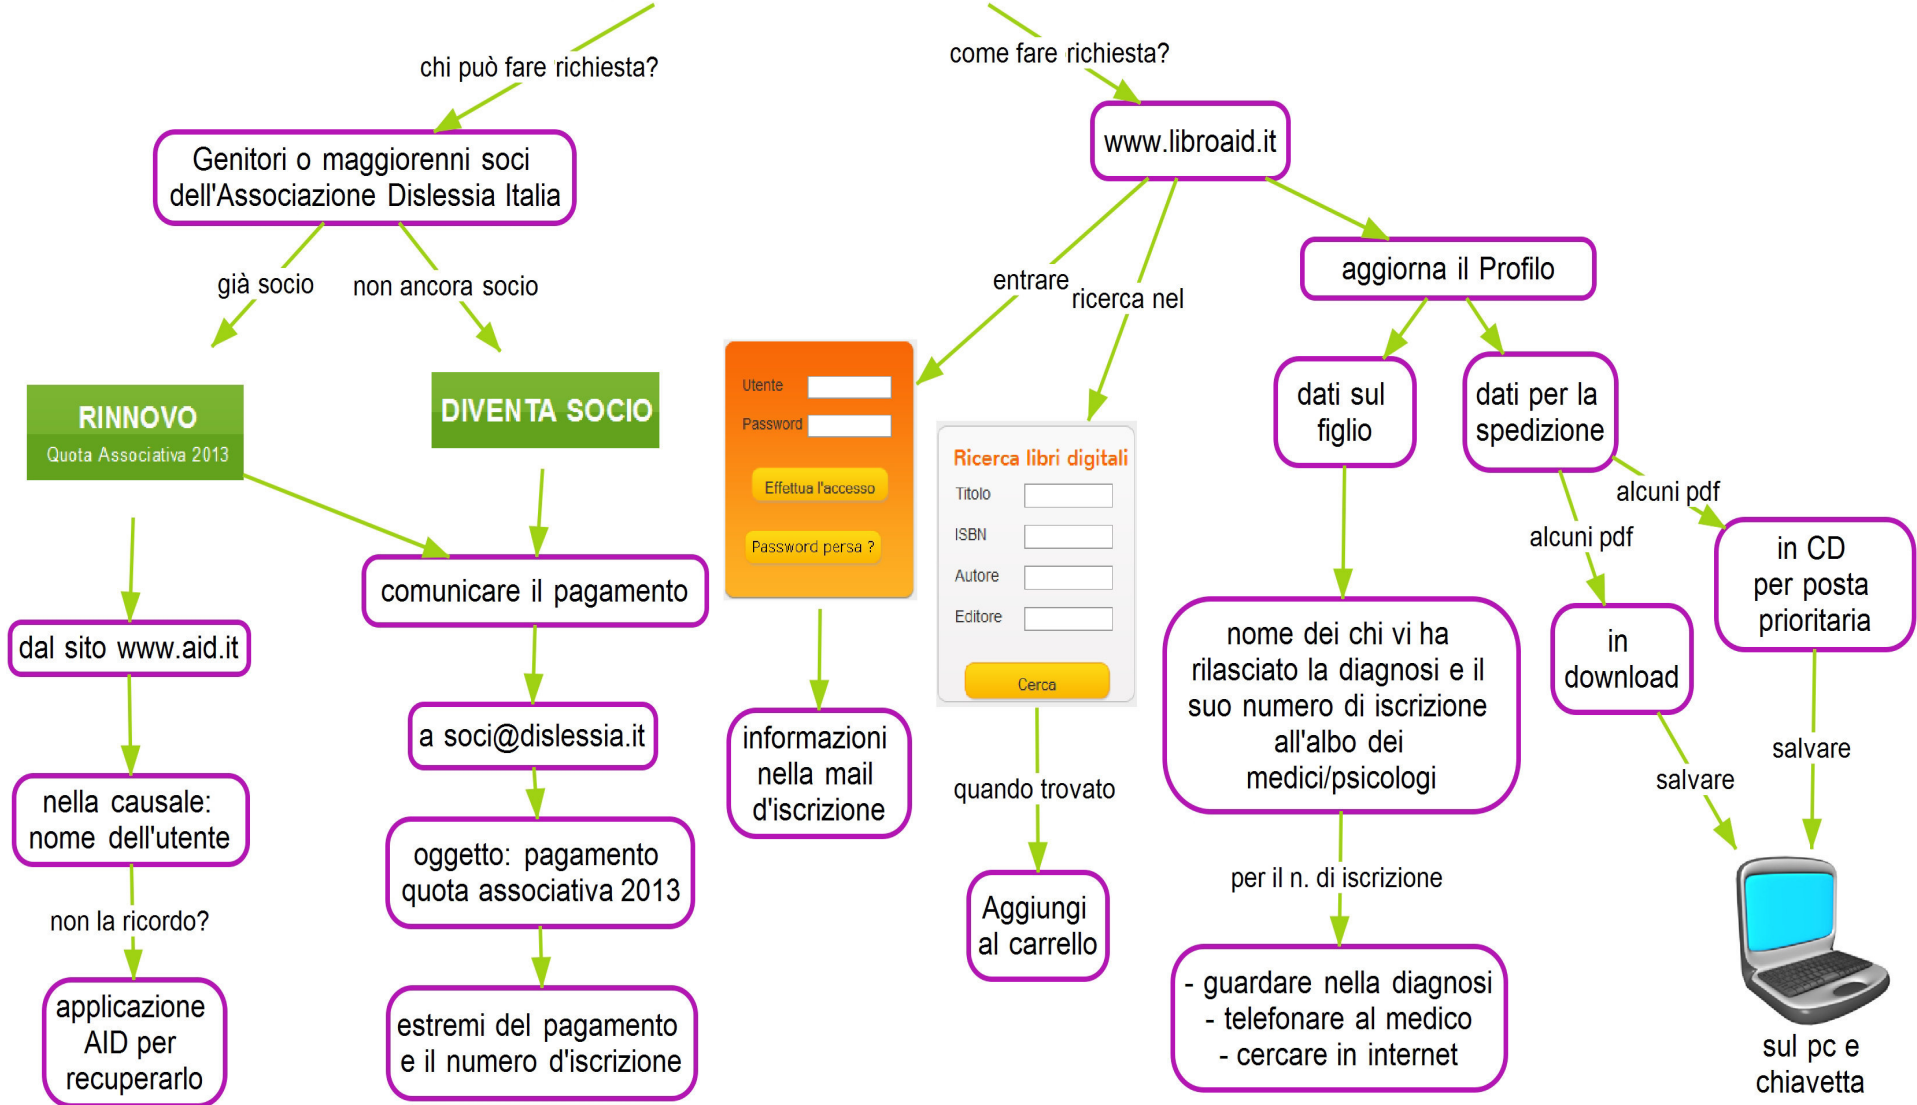 chi può fare richiesta?
Genitori o maggiorenni soci
dell'Associazione Dislessia Italia
già socio
non ancora socio
RINNOVO
Quota Associativa 2013
DIVENTA SOCIO
dal sito www.aid.it
nella causale:
nome dell'utente
non la ricordo?
applicazione
AID per
recuperarlo
comunicare il pagamento
a soci@dislessia.it
oggetto: pagamento
quota associativa 2013
estremi del pagamento
e il numero d'iscrizione
come fare richiesta?
www.libroaid.it
entrare
Utente
Password
Effettua l'accesso
Password persa ?
informazioni
nella mail
d'iscrizione
ricerca nel
Ricerca libri digitali
Titolo
ISBN
Autore
Editore
Cerca
quando trovato
Aggiungi
al carrello
aggiorna il Profilo
dati sul
figlio
nome dei chi vi ha
rilasciato la diagnosi e il
suo numero di iscrizione
all'albo dei
medici/psicologi
per il n. di iscrizione
- guardare nella diagnosi
- telefonare al medico
- cercare in internet
dati per la
spedizione
alcuni pdf
in
download
salvare
alcuni pdf
in CD
per posta
prioritaria
salvare
sul pc e
chiavetta